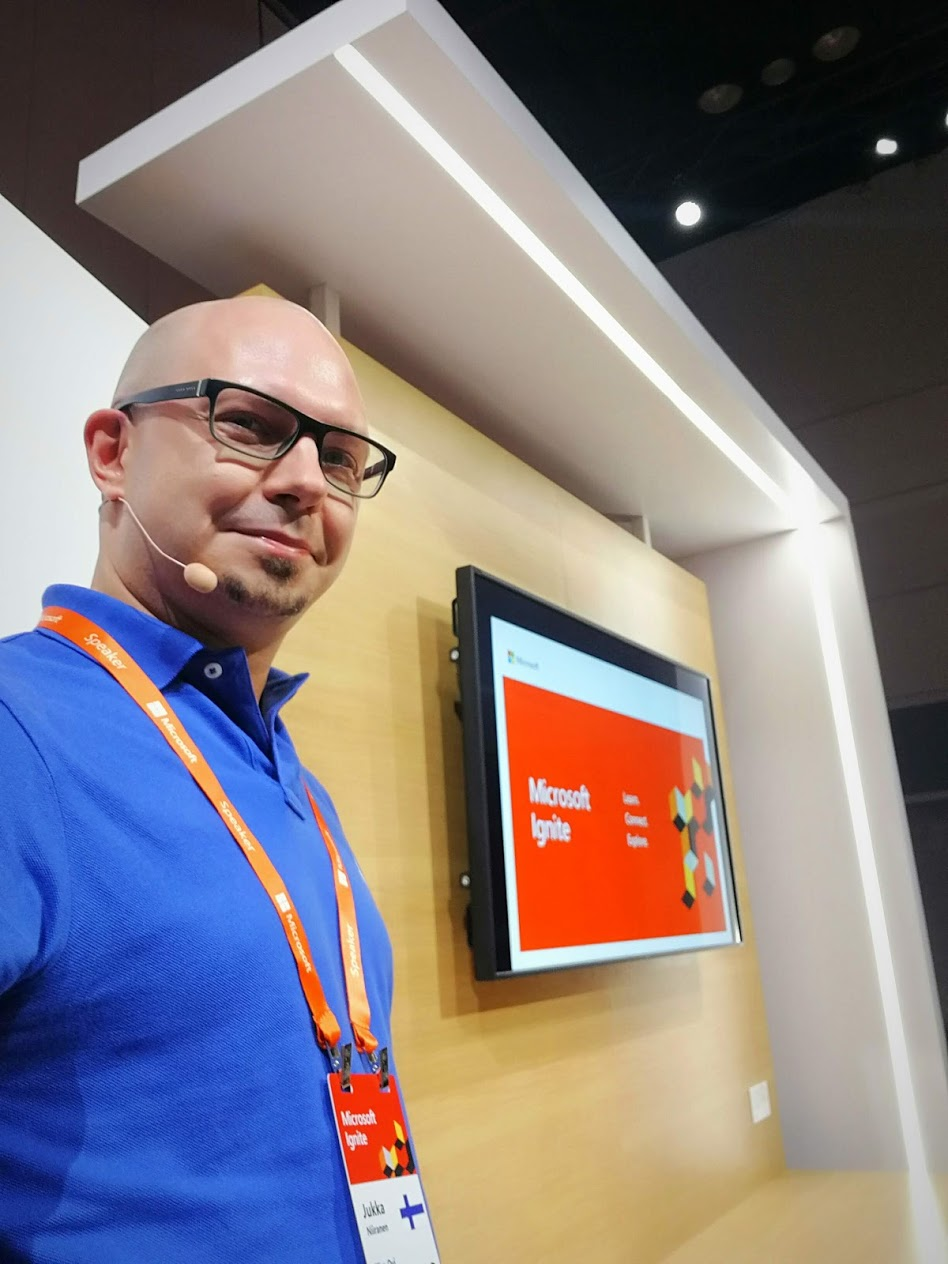 Speaker
Microsoft
Speaker
Microsoft
Speaker
Microsoft
Microsoft
Ignite
Learn.
Connect.
Explore.
Microsoft
Ignite
Jukka
Niiranen